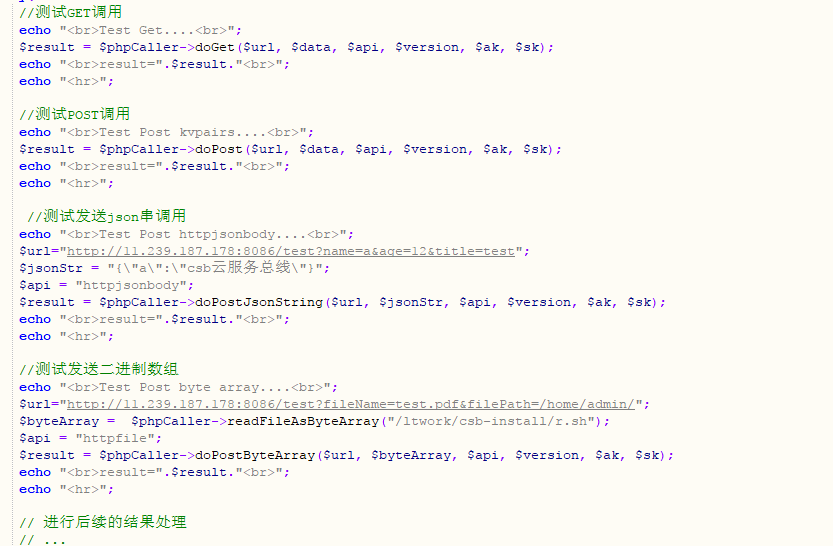 //测试GET调用
echo "<br>Test Get....<br>";
$result = $phpCaller->doGet($url, $data, $api, $version, $ak, $sk);
echo "<br>result=".$result."<br>";
echo "<hr>";
//测试POST调用
echo "<br>Test Post kvpairs....<br>";
$result = $phpCaller->doPost($url, $data, $api, $version, $ak, $sk);
echo "<br>result=".$result."<br>";
echo "<hr>";
//测试发送json串调用
echo "<br>Test Post httpjsonbody....<br>";
$url="http://11.239.187.178:8086/test?name=a&age=12&title=test";
$jsonStr = "{\"a\":\"csb云服务总线\"}";
$api = "httpjsonbody";
$result = $phpCaller->doPostJsonString($url, $jsonStr, $api, $version, $ak, $sk);
echo "<br>result=".$result."<br>";
echo "<hr>";
//测试发送二进制数组
echo "<br>Test Post byte array....<br>";
$url="http://11.239.187.178:8086/test?fileName=test.pdf&filePath=/home/admin/";
$byteArray =  $phpCaller->readFileAsByteArray("/ltwork/csb-install/r.sh");
$api = "httpfile";
$result = $phpCaller->doPostByteArray($url, $byteArray, $api, $version, $ak, $sk);
echo "<br>result=".$result."<br>";
echo "<hr>";
// 进行后续的结果处理
// ...